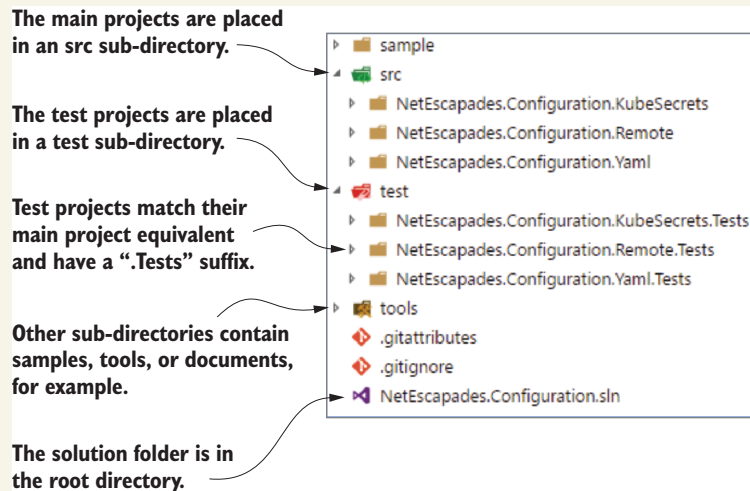 The main projects are placed
in an src sub-directory.
The test projects are placed
in a test sub-directory.
Test projects match their
main project equivalent
and have a “.Tests” suffix.
Other sub-directories contain
samples, tools, or documents,
for example.
The solution folder is in
the root directory.
sample
src
NetEscapades.Configuration.KubeSecrets
NetEscapades.Configuration.Remote
NetEscapades.Configuration.Yaml
test
NetEscapades.Configuration.KubeSecrets.Tests
NetEscapades.Configuration.Remote.Tests
NetEscapades.Configuration.Yaml.Tests
tools
.gitattributes
.gitignore
NetEscapades.Configuration.sln